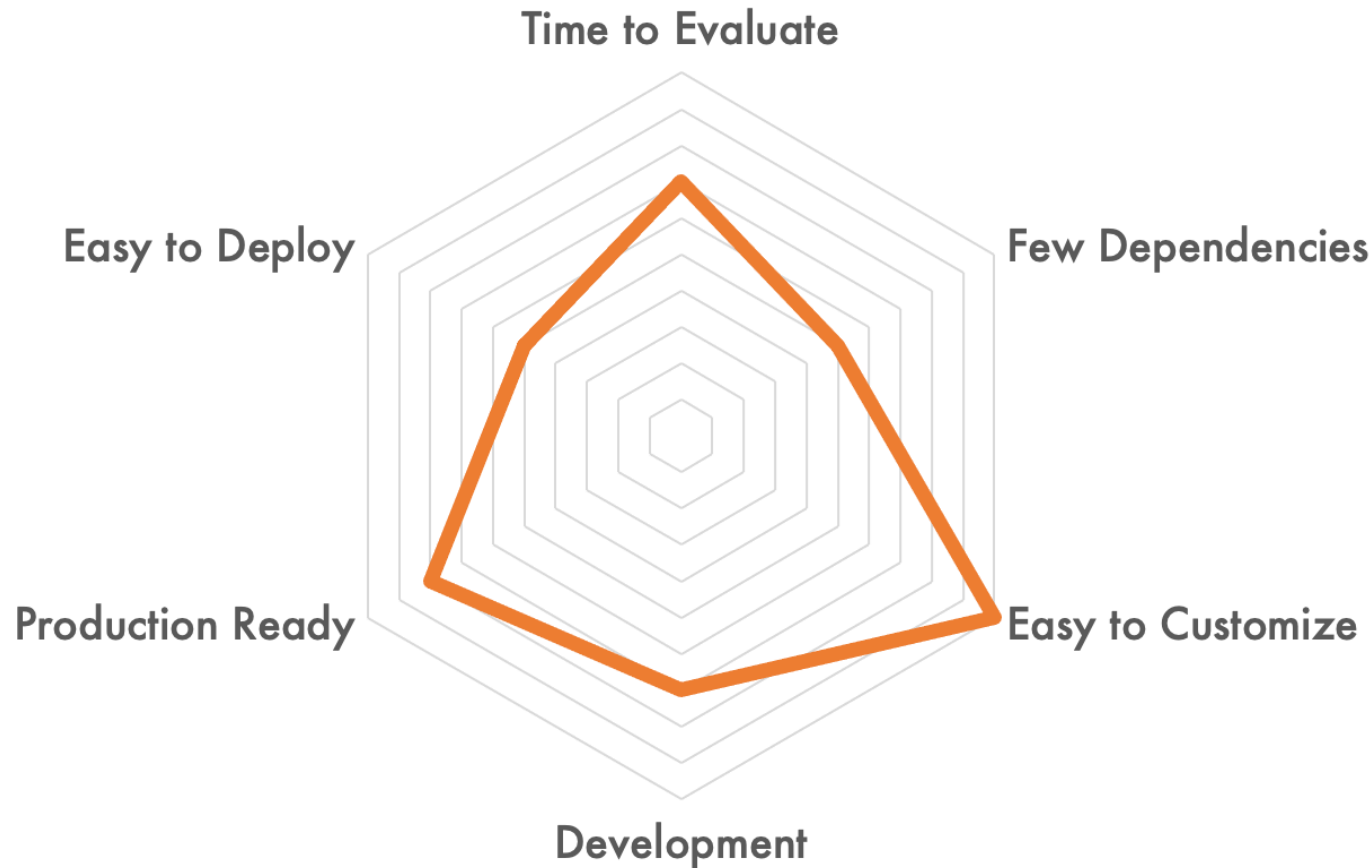 Time to Evaluate
Easy to Deploy
Few Dependencies
Production Ready
Easy to Customize
Development